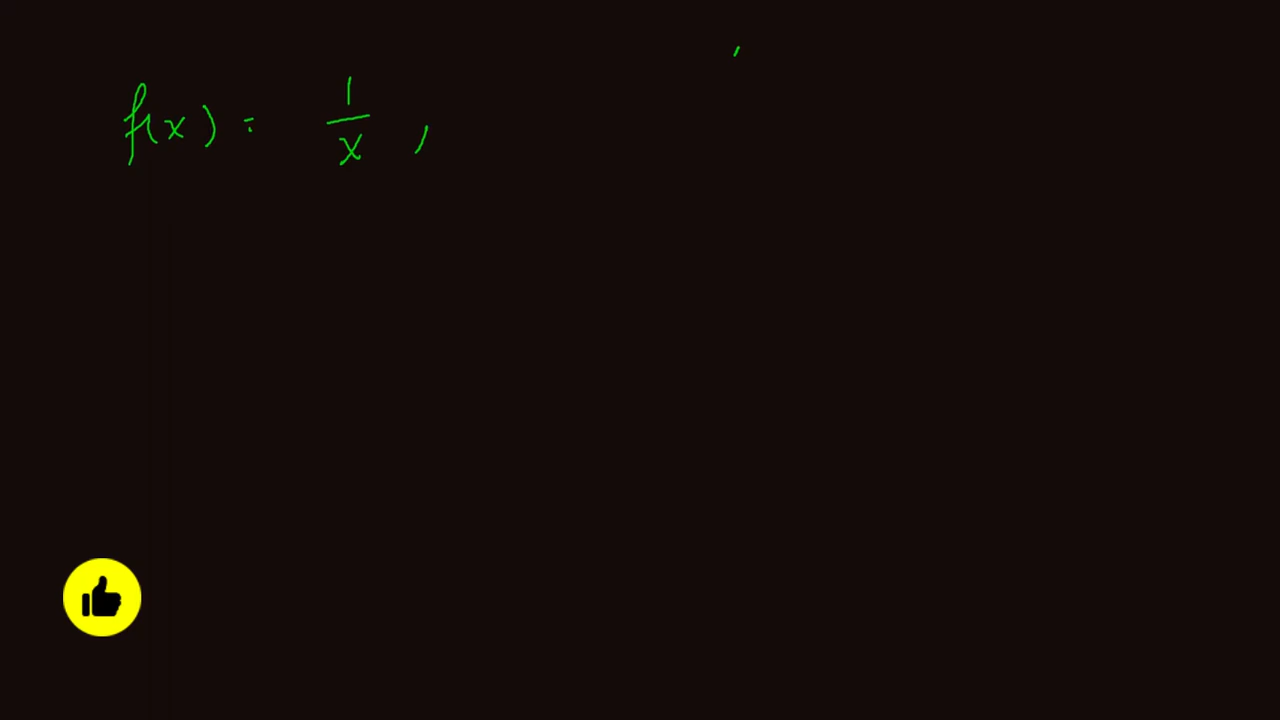 f(x) = 1/x ,